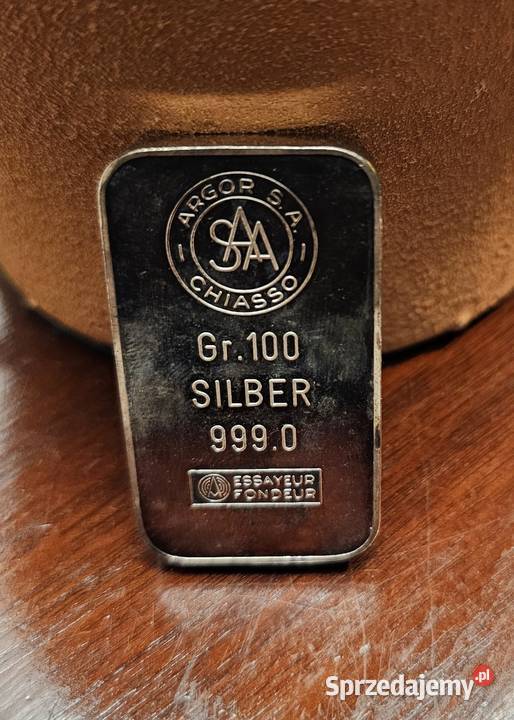 ARGOR S.A.
SAA
CHIASSO
Gr.100
SILBER
999.0
ESSAYEUR
FONDEUR
Sprzedajemy.pl